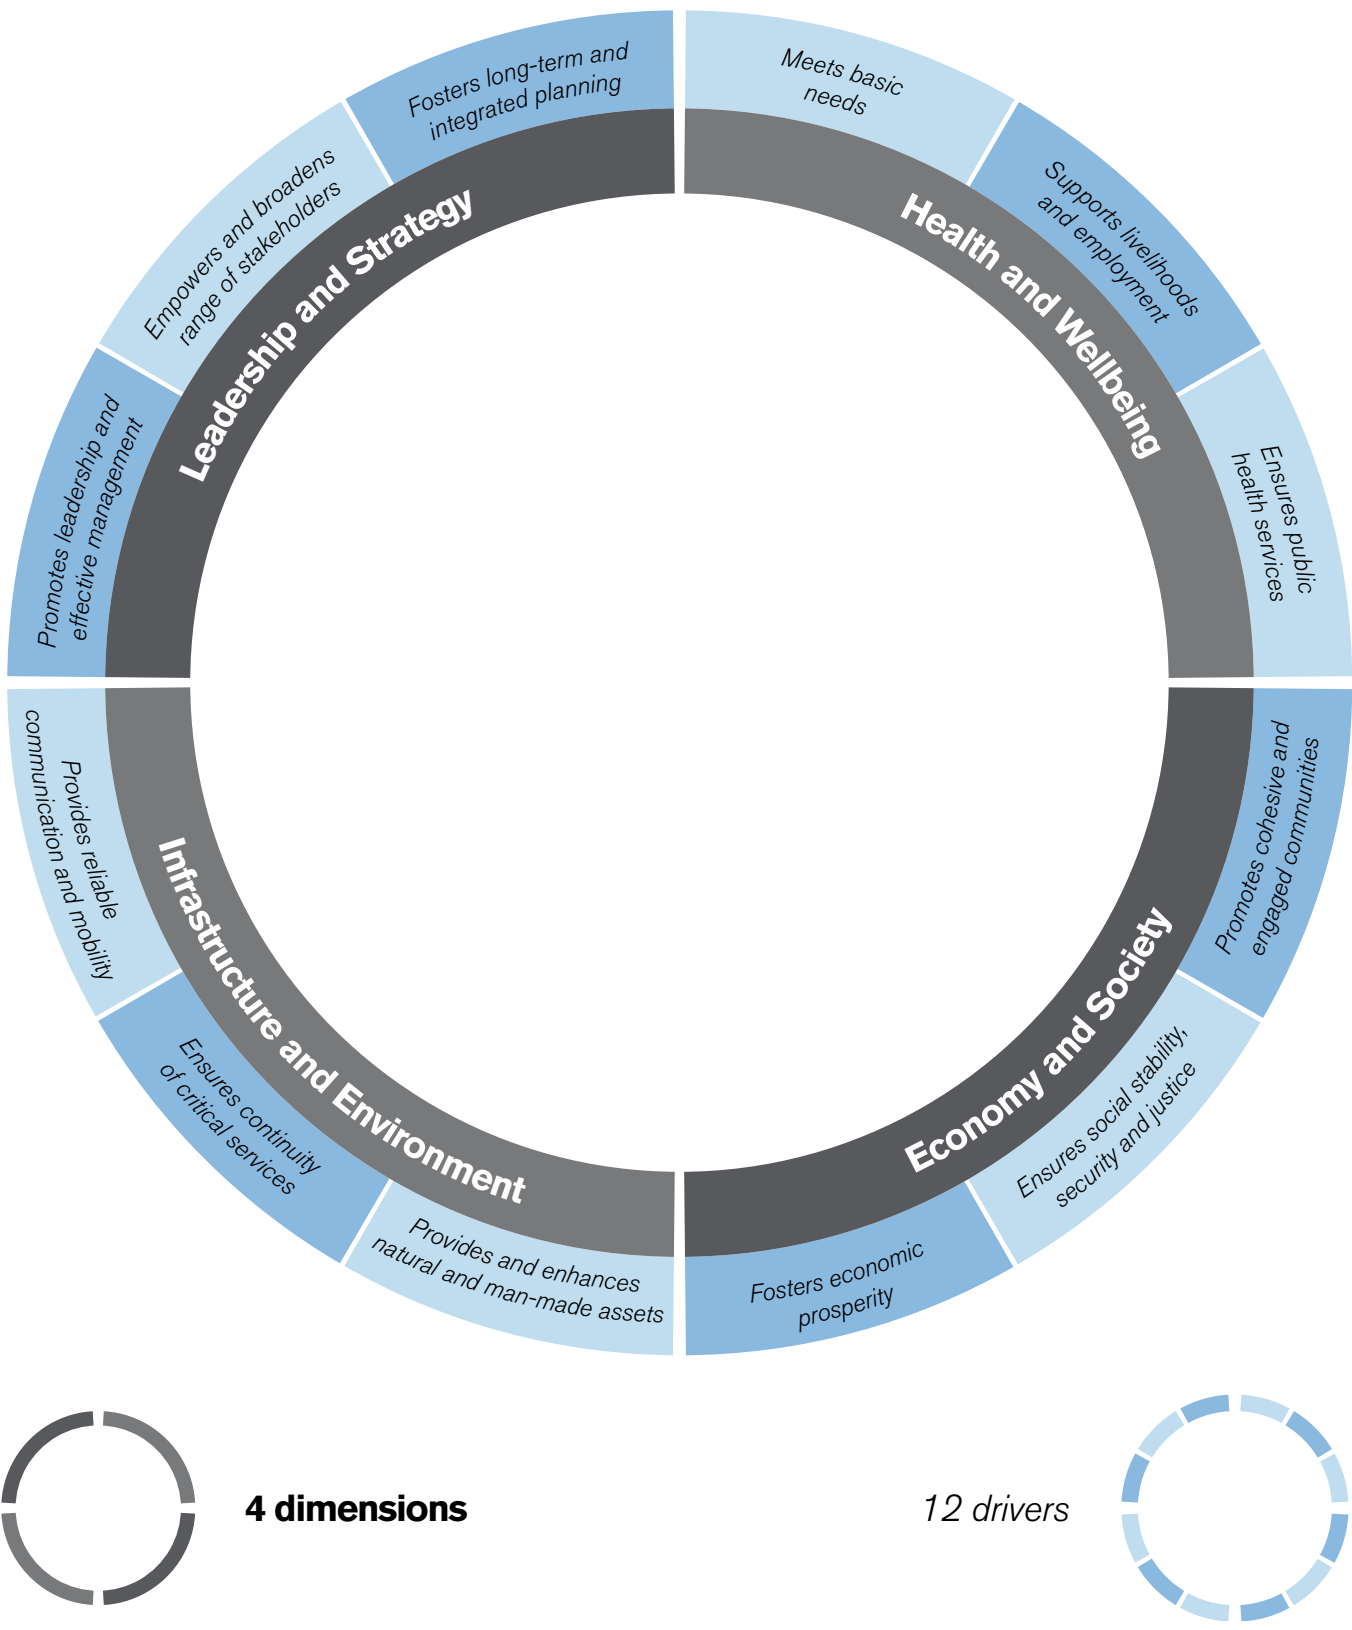 Fosters long-term and
integrated planning
Meets basic
needs
Empowers and broadens
range of stakeholders
Supports livelihoods
and employment
Leadership and Strategy
Health and Wellbeing
Promotes leadership and
effective management
Ensures public
health services
Provides reliable
communication and mobility
Promotes cohesive and
engaged communities
Infrastructure and Environment
Economy and Society
Ensures continuity
of critical services
Ensures social stability,
security and justice
Provides and enhances
natural and man-made assets
Fosters economic
prosperity
4 dimensions
12 drivers